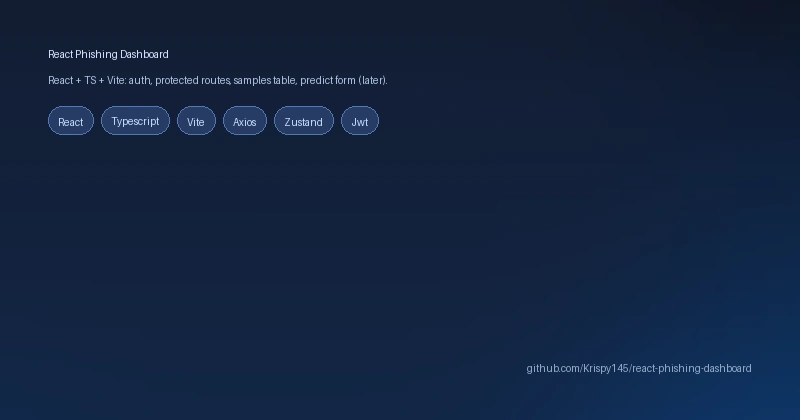 React Phishing Dashboard
React + TS + Vite: auth, protected routes, samples table, predict form (later).
React Typescript Vite Axios Zustand Jwt
github.com/Krispy145/react-phishing-dashboard